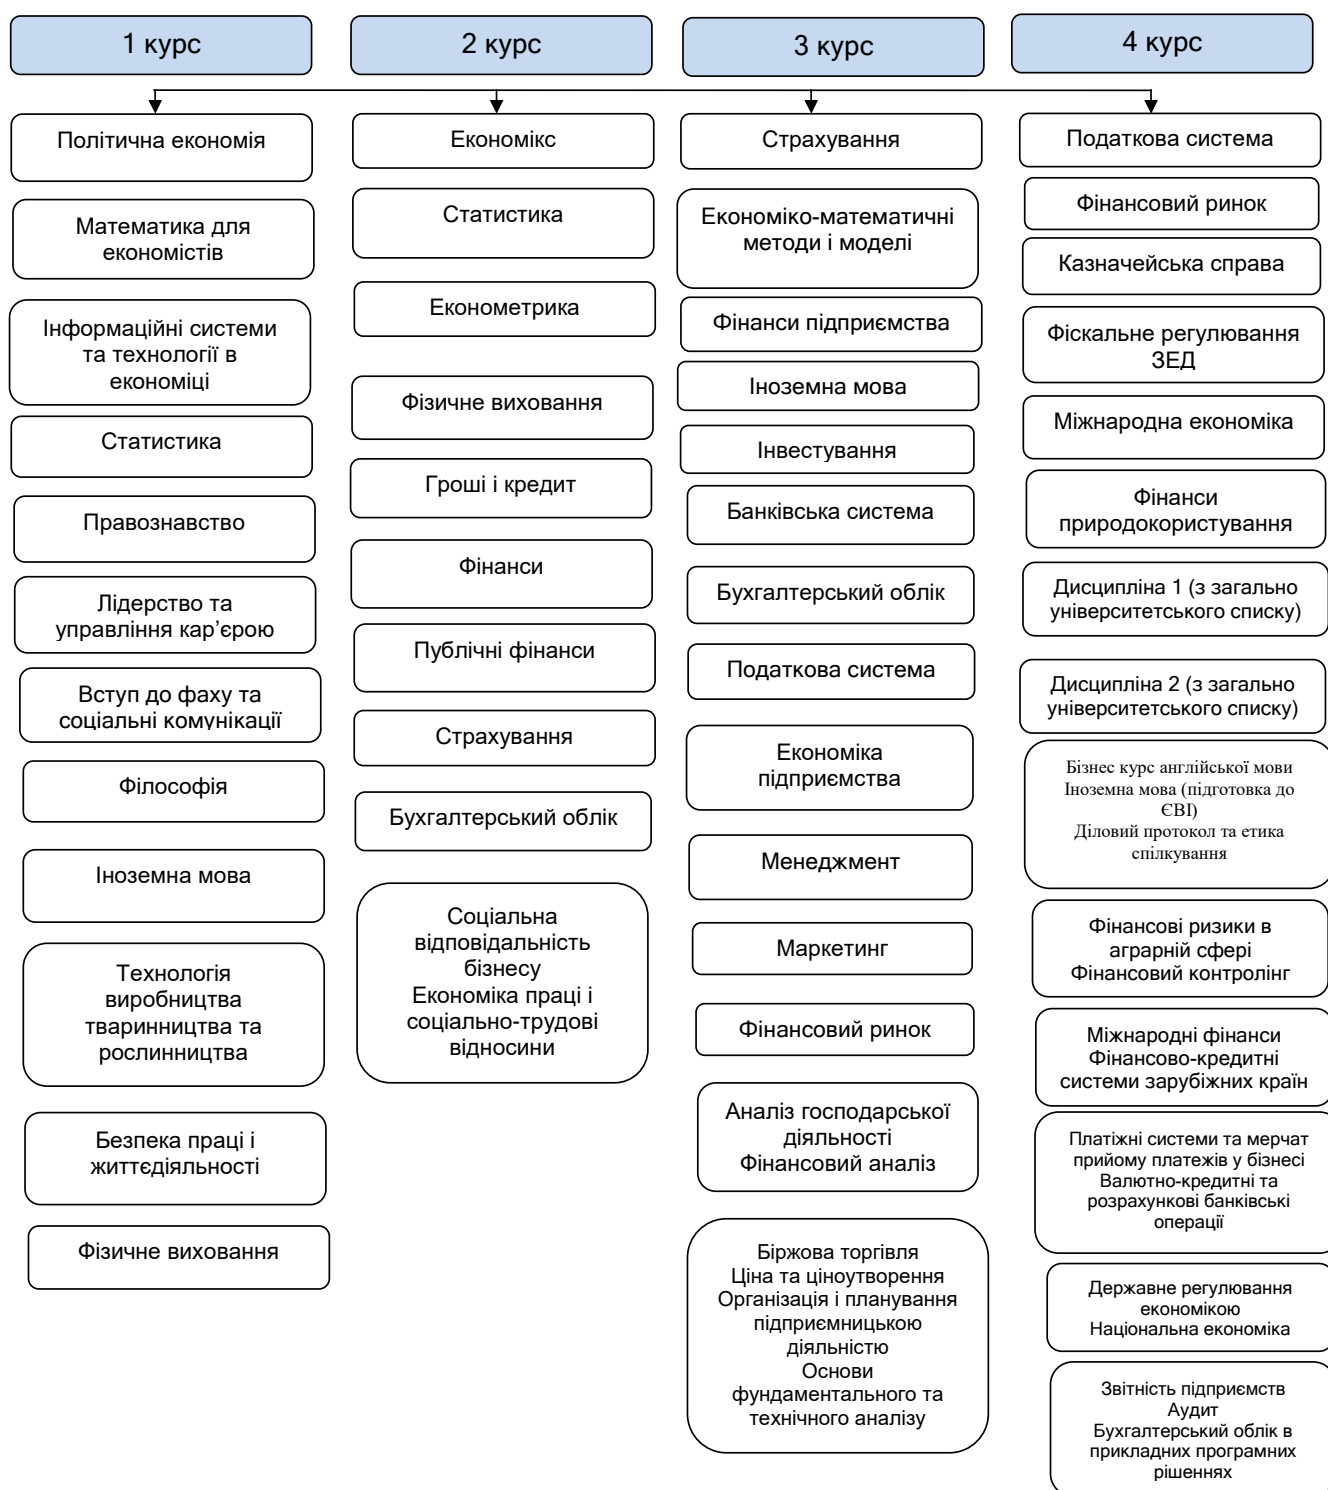 1 курс
2 курс
3 курс
4 курс
Політична економія
Математика для
економістів
Інформаційні системи
та технології в
економіці
Статистика
Правознавство
Лідерство та
управління кар’єрою
Вступ до фаху та
соціальні комунікації
Філософія
Іноземна мова
Технологія
виробництва
тваринництва та
рослинництва
Безпека праці і
життєдіяльності
Фізичне виховання
Економікс
Статистика
Економетрика
Фізичне виховання
Гроші і кредит
Фінанси
Публічні фінанси
Страхування
Бухгалтерський облік
Соціальна
відповідальність
бізнесу
Економіка праці і
соціально-трудові
відносини
Страхування
Економіко-математичні
методи і моделі
Фінанси підприємства
Іноземна мова
Інвестування
Банківська система
Бухгалтерський облік
Податкова система
Економіка
підприємства
Менеджмент
Маркетинг
Фінансовий ринок
Аналіз господарської
діяльності
Фінансовий аналіз
Біржова торгівля
Ціна та ціноутворення
Організація і планування
підприємницькою
діяльністю
Основи
фундаментального та
технічного аналізу
Податкова система
Фінансовий ринок
Казначейська справа
Фіскальне регулювання
ЗЕД
Міжнародна економіка
Фінанси
природокористування
Дисципліна 1 (з загально
університетського списку)
Дисципліна 2 (з загально
університетського списку)
Бізнес курс англійської мови
Іноземна мова (підготовка до
ЄВІ)
Діловий протокол та етика
спілкування
Фінансові ризики в
аграрній сфері
Фінансовий контролінг
Міжнародні фінанси
Фінансово-кредитні
системи зарубіжних країн
Платіжні системи та мерчат
прийому платежів у бізнесі
Валютно-кредитні та
розрахункові банківські
операції
Державне регулювання
економікою
Національна економіка
Звітність підприємств
Аудит
Бухгалтерський облік в
прикладних програмних
рішеннях